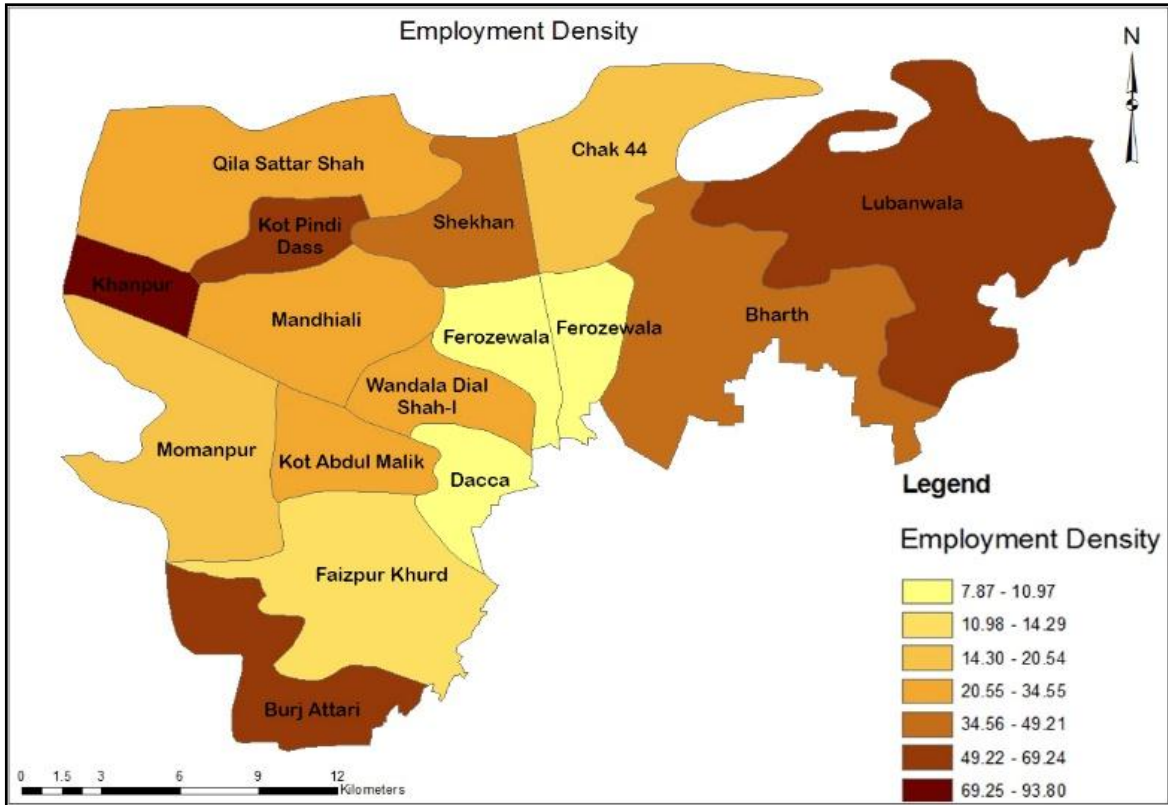 Employment Density
N
Chak 44
Qila Sattar Shah
Lubanwala
Kot Pindi
Dass
Shekhan
Khanpur
Mandhiali
Ferozewala
Ferozewala
Bharth
Wandala Dial
Shah-I
Momanpur
Kot Abdul Malik
Dacca
Faizpur Khurd
Burj Attari
Legend
Employment Density
7.87 - 10.97
10.98 - 14.29
14.30 - 20.54
20.55 - 34.55
34.56 - 49.21
49.22 - 69.24
69.25 - 93.80
0 1.5 3 6 9 12
Kilometers